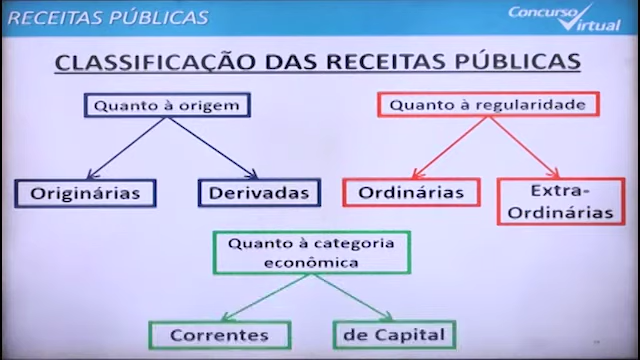 RECEITAS PÚBLICAS
Concurso
Virtual
CLASSIFICAÇÃO DAS RECEITAS PÚBLICAS
Quanto à origem
Quanto à regularidade
Originárias
Derivadas
Ordinárias
Extra-
Ordinárias
Quanto à categoria
econômica
Correntes
de Capital